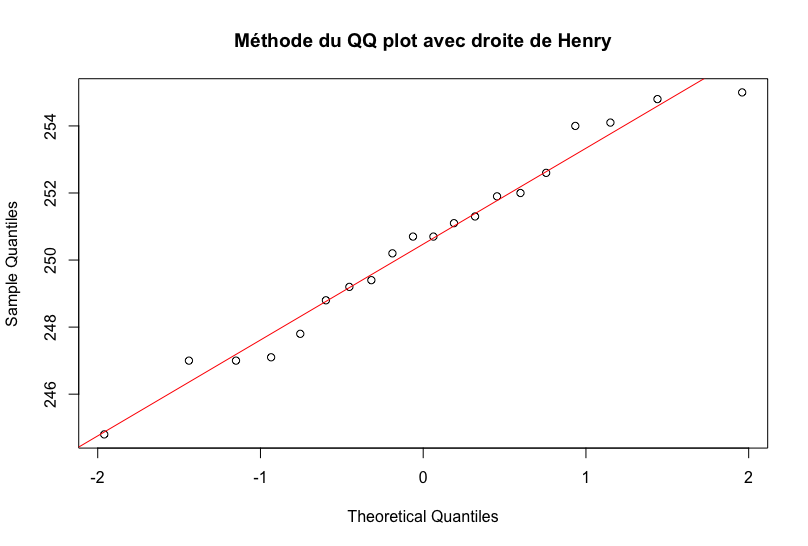 Méthode du QQ plot avec droite de Henry
Sample Quantiles
254
252
250
248
246
-2 -1 0 1 2
Theoretical Quantiles